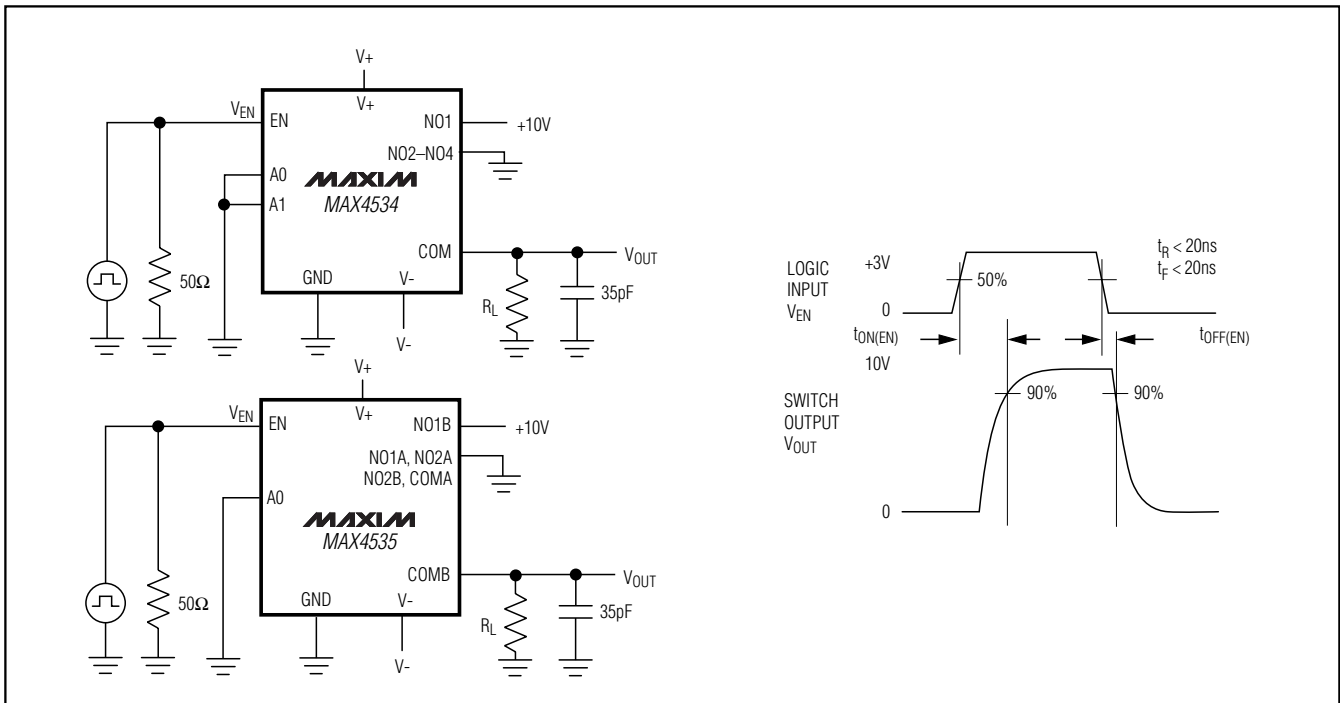 V+
V+
VEN
EN
NO1
+10V
NO2–NO4
A0
A1
MAXIM
MAX4534
COM
VOUT
GND
V-
50Ω
RL
35pF
V-
V+
V+
VEN
EN
NO1B
+10V
NO1A, NO2A
NO2B, COMA
A0
MAXIM
MAX4535
COMB
VOUT
GND
V-
50Ω
RL
35pF
V-
LOGIC
INPUT
VEN
+3V
0
50%
tR < 20ns
tF < 20ns
tON(EN)
tOFF(EN)
10V
SWITCH
OUTPUT
VOUT
90%
90%
0